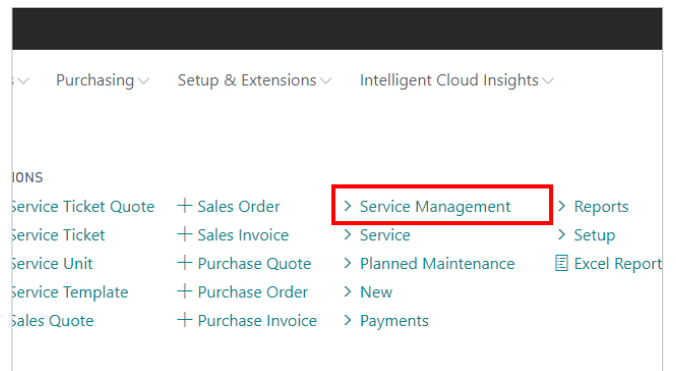 Purchasing Setup & Extensions Intelligent Cloud Insights
IONS
Service Ticket Quote + Sales Order > Service Management > Reports
Service Ticket + Sales Invoice > Service > Setup
Service Unit + Purchase Quote > Planned Maintenance Excel Report
Service Template + Purchase Order > New
Sales Quote + Purchase Invoice > Payments